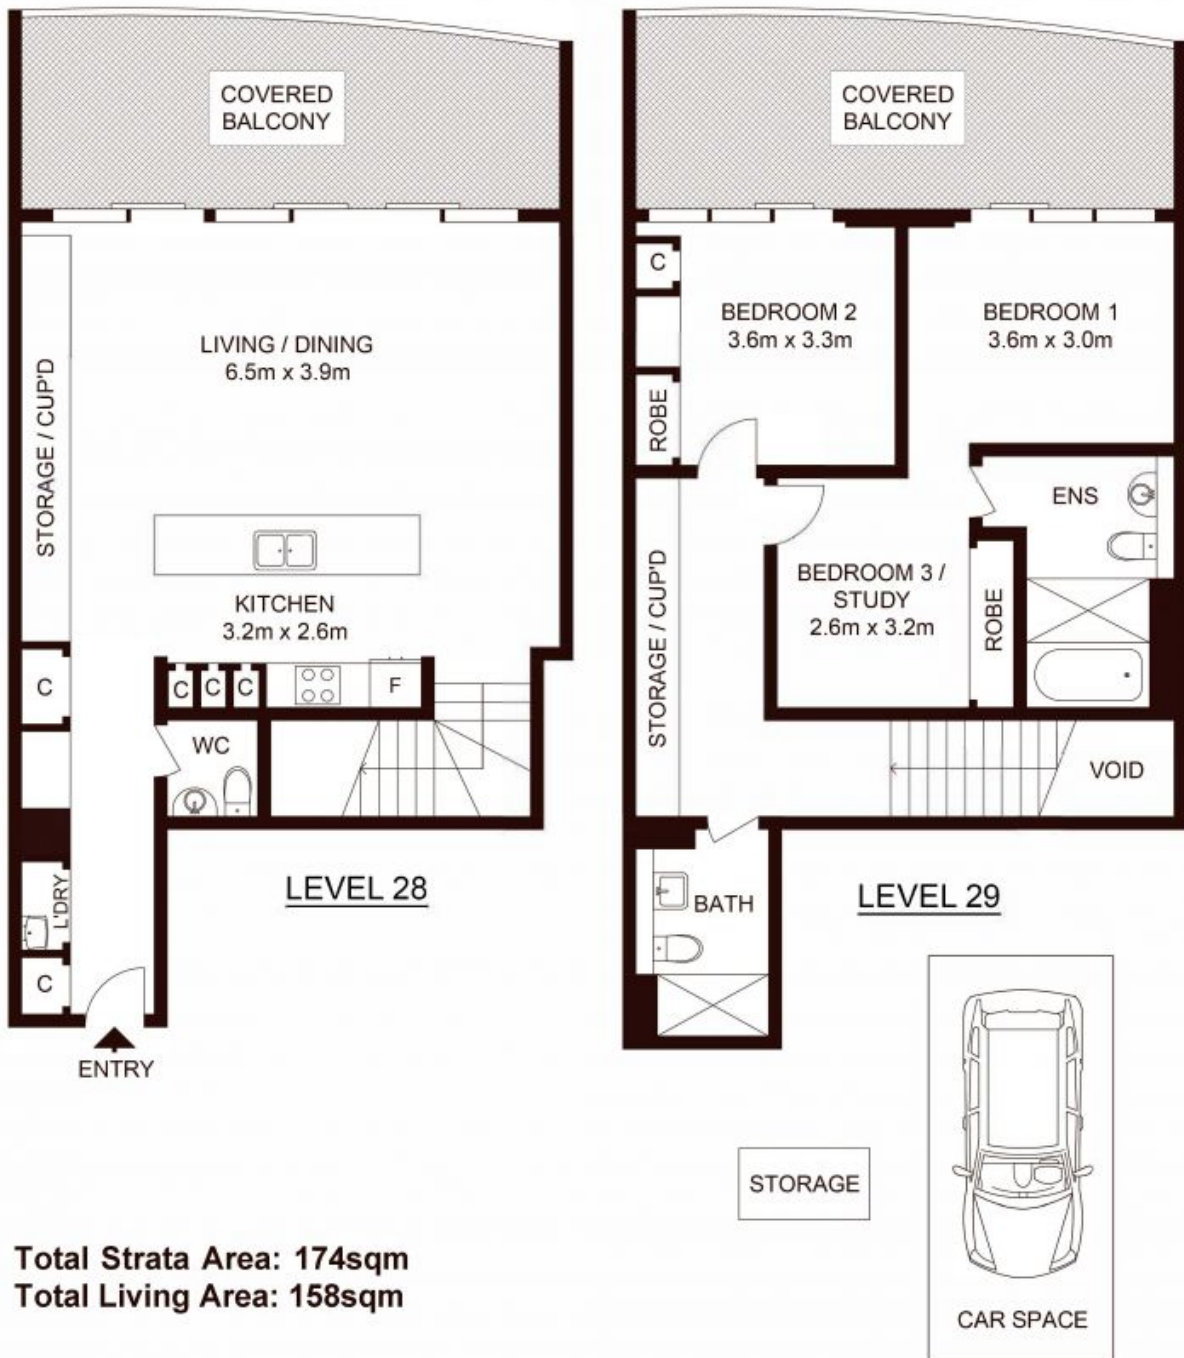 COVERED
BALCONY
LIVING / DINING
6.5m x 3.9m
STORAGE / CUP'D
KITCHEN
3.2m x 2.6m
C
C
C
C
F
WC
L'DRY
C
ENTRY
LEVEL 28
COVERED
BALCONY
C
BEDROOM 2
3.6m x 3.3m
BEDROOM 1
3.6m x 3.0m
ROBE
ENS
STORAGE / CUP'D
BEDROOM 3 /
STUDY
2.6m x 3.2m
ROBE
VOID
BATH
LEVEL 29
STORAGE
CAR SPACE
Total Strata Area: 174sqm
Total Living Area: 158sqm